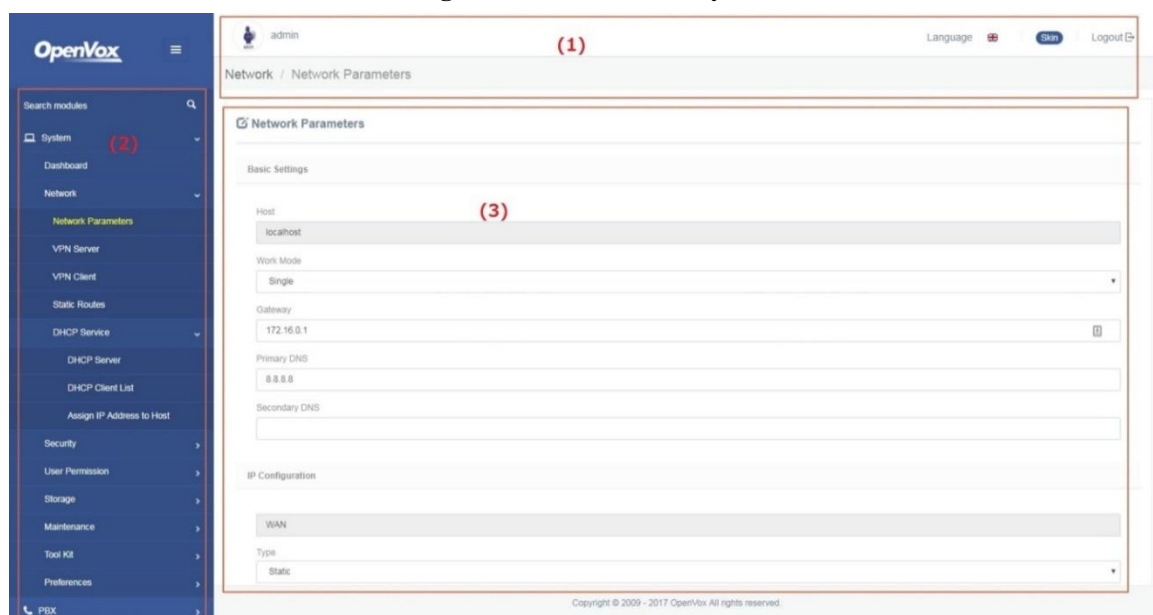 OpenVox
Search modules
System
(2)
Dashboard
Network
Network Parameters
VPN Server
VPN Client
Static Routes
DHCP Service
DHCP Server
DHCP Client List
Assign IP Address to Host
Security
User Permission
Storage
Maintenance
Tool Kit
Preferences
PBX
admin
(1)
Language
Skin
Logout
Network / Network Parameters
Network Parameters
Basic Settings
(3)
Host
localhost
Work Mode
Single
Gateway
172.16.0.1
Primary DNS
8.8.8.8
Secondary DNS
IP Configuration
WAN
Type
Static
Copyright © 2009 - 2017 OpenVox All rights reserved.